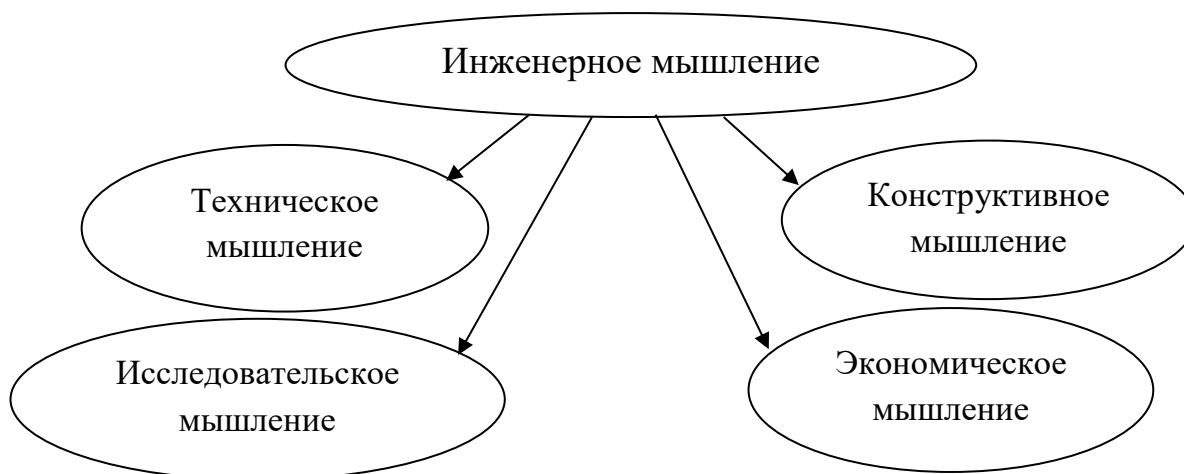 Инженерное мышление
Техническое
мышление
Конструктивное
мышление
Исследовательское
мышление
Экономическое
мышление